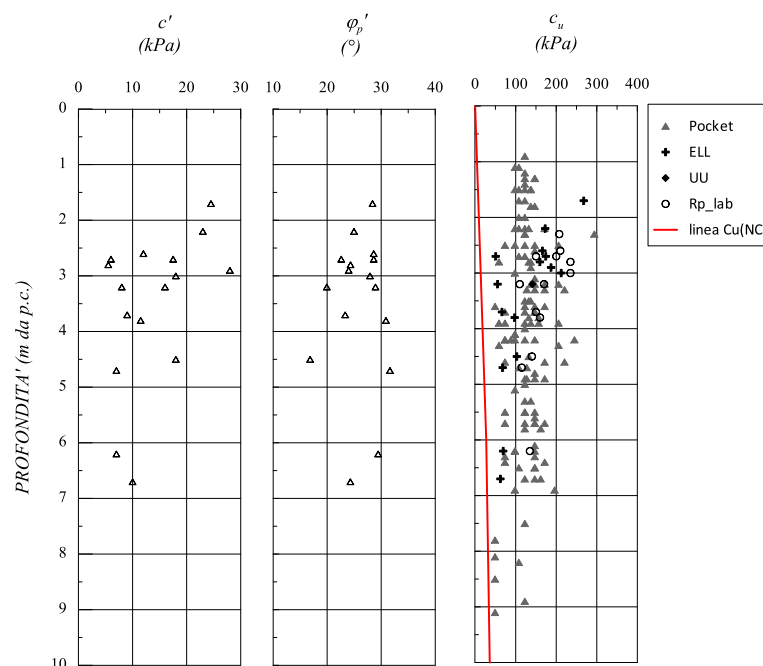 c'
(kPa)
φp'
(°)
cu
(kPa)
0 10 20 30
10 20 30 40
0 100 200 300 400
0
1
2
3
4
5
6
7
8
9
10
PROFONDITA' (m da p.c.)
Pocket
ELL
UU
Rp_lab
linea Cu(NC